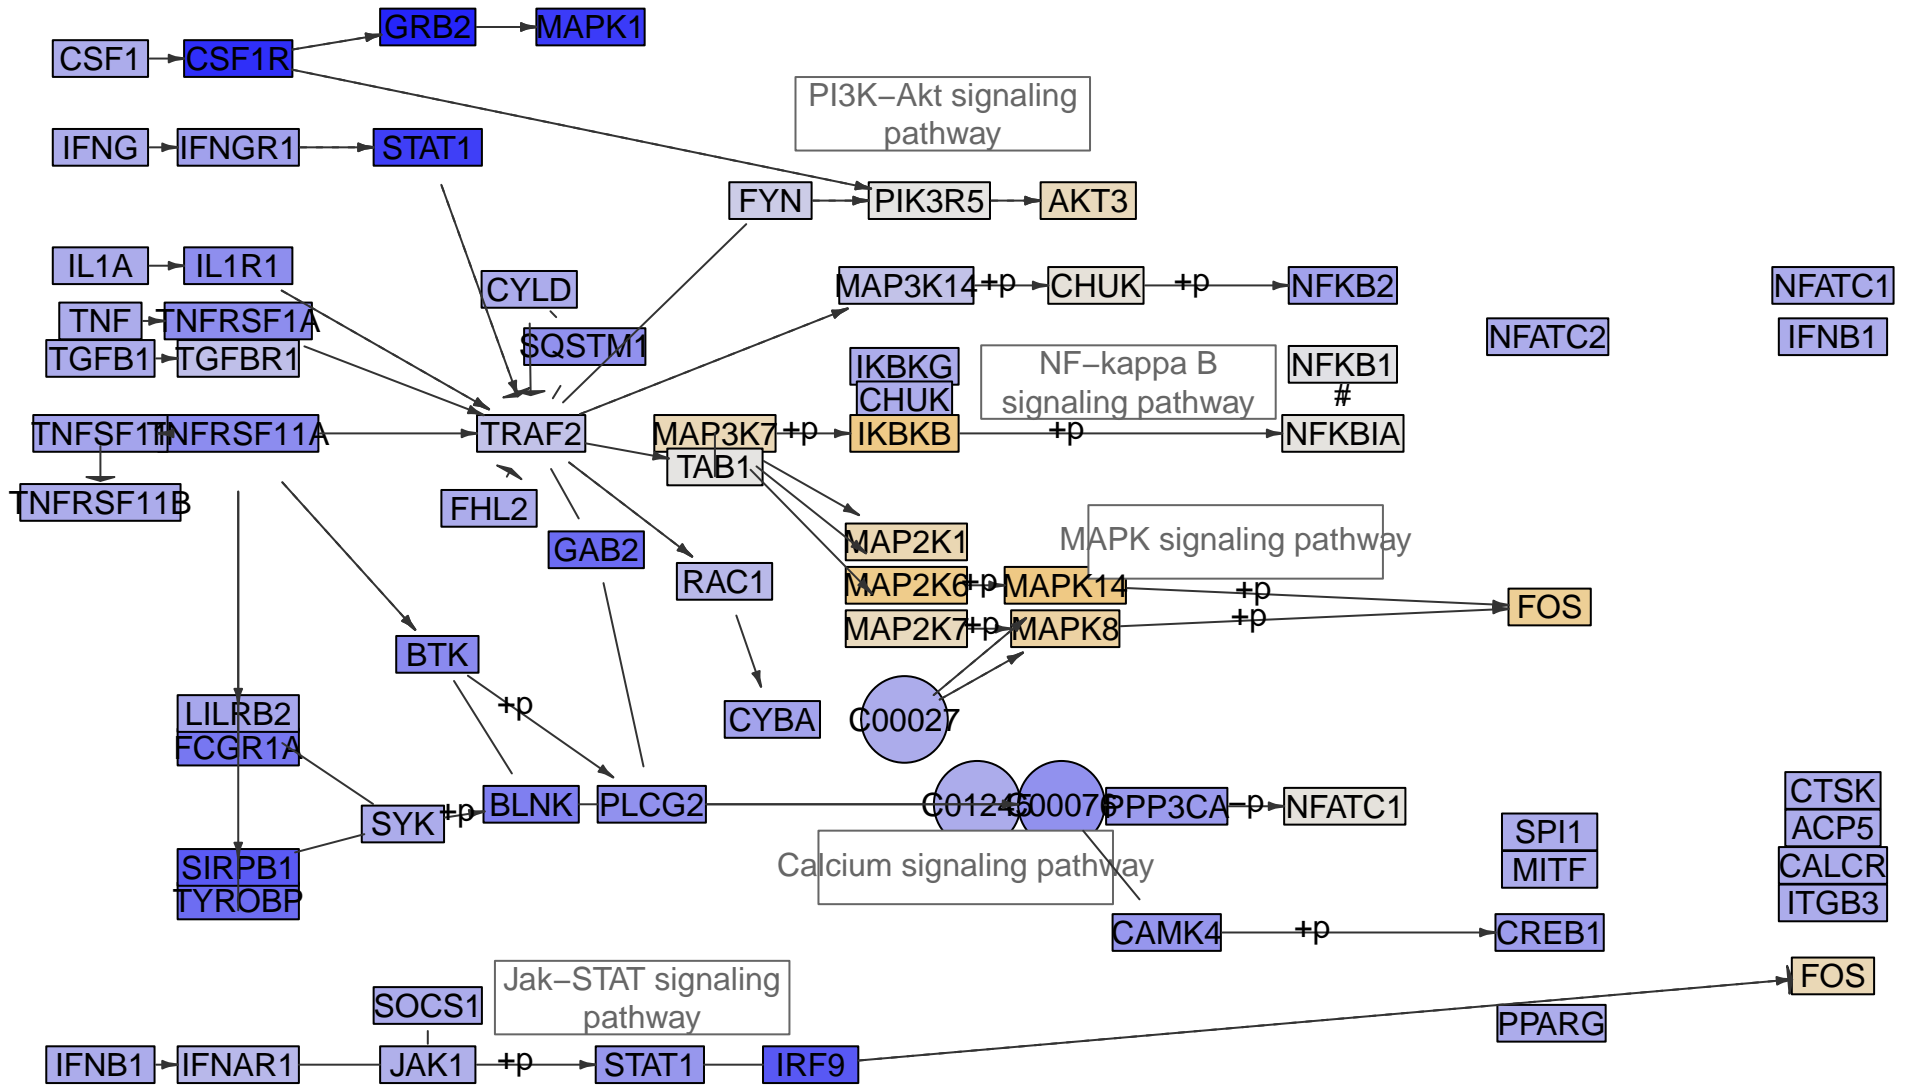 GRB2
MAPK1
CSF1
CSF1R
PI3K−Akt signaling
pathway
IFNG
IFNGR1
STAT1
FYN
PIK3R5
AKT3
IL1A
IL1R1
CYLD
MAP3K14
+p
CHUK
+p
NFKB2
NFATC1
TNF
TNFRSF1A
SQSTM1
NFATC2
IFNB1
TGFB1
TGFBR1
IKBKG
NF−kappa B
signaling pathway
NFKB1
#
CHUK
TNFSF11
TNFRSF11A
TRAF2
MAP3K7
+p
IKBKB
+p
NFKBIA
TAB1
TNFRSF11B
FHL2
GAB2
MAP2K1
MAPK signaling pathway
RAC1
MAP2K6
+p
MAPK14
+p
FOS
MAP2K7
+p
MAPK8
+p
BTK
+p
LILRB2
CYBA
C00027
FCGR1A
SYK
+p
BLNK
PLCG2
C01245
C00076
PPP3CA
−p
NFATC1
CTSK
SPI1
ACP5
SIRPB1
Calcium signaling pathway
MITF
CALCR
TYROBP
ITGB3
CAMK4
+p
CREB1
Jak−STAT signaling
pathway
FOS
SOCS1
PPARG
IFNB1
IFNAR1
JAK1
+p
STAT1
IRF9